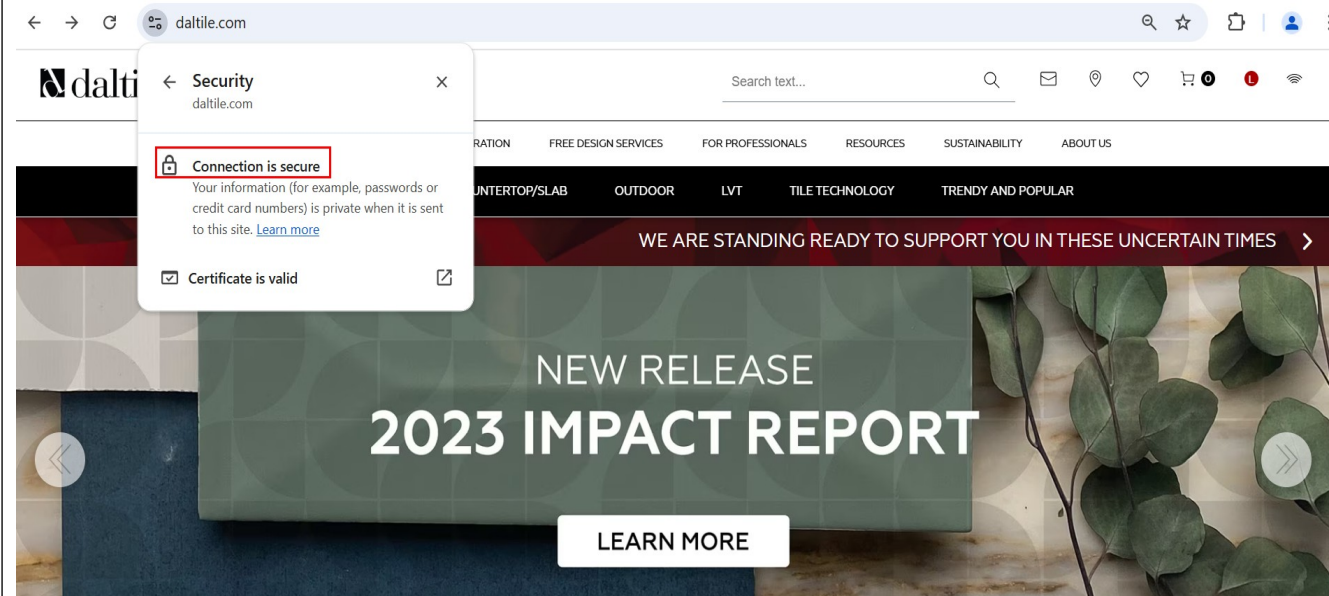 daltile.com
dalti
Security
daltile.com
Search text...
0
L
Connection is secure
Your information (for example, passwords or
credit card numbers) is private when it is sent
to this site. Learn more
Certificate is valid
RATION FREE DESIGN SERVICES FOR PROFESSIONALS RESOURCES SUSTAINABILITY ABOUT US
UNTERTOP/SLAB OUTDOOR LVT TILE TECHNOLOGY TRENDY AND POPULAR
WE ARE STANDING READY TO SUPPORT YOU IN THESE UNCERTAIN TIMES
NEW RELEASE
2023 IMPACT REPORT
LEARN MORE